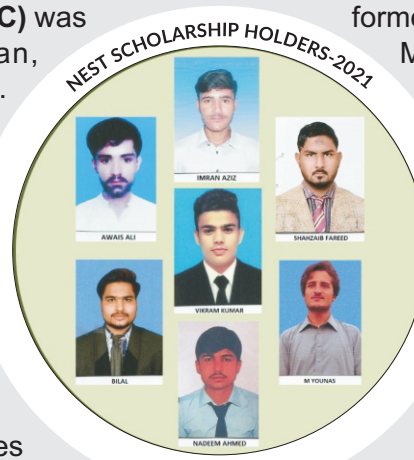 C) was
forme
an,
M
.
NEST SCHOLARSHIP HOLDERS-2021
IMRAN AZIZ
AWAIS ALI
SHAHZAIB FAREED
VIKRAM KUMAR
BILAL
M YOUNAS
NADEEM AHMED
es